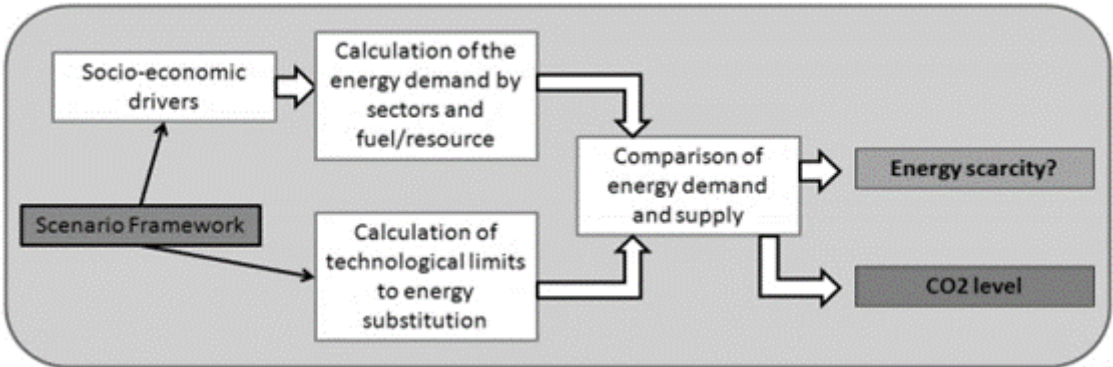 Socio-economic
drivers
Calculation of the
energy demand by
sectors and
fuel/resource
Scenario Framework
Calculation of
technological limits
to energy
substitution
Comparison of
energy demand
and supply
Energy scarcity?
CO2 level